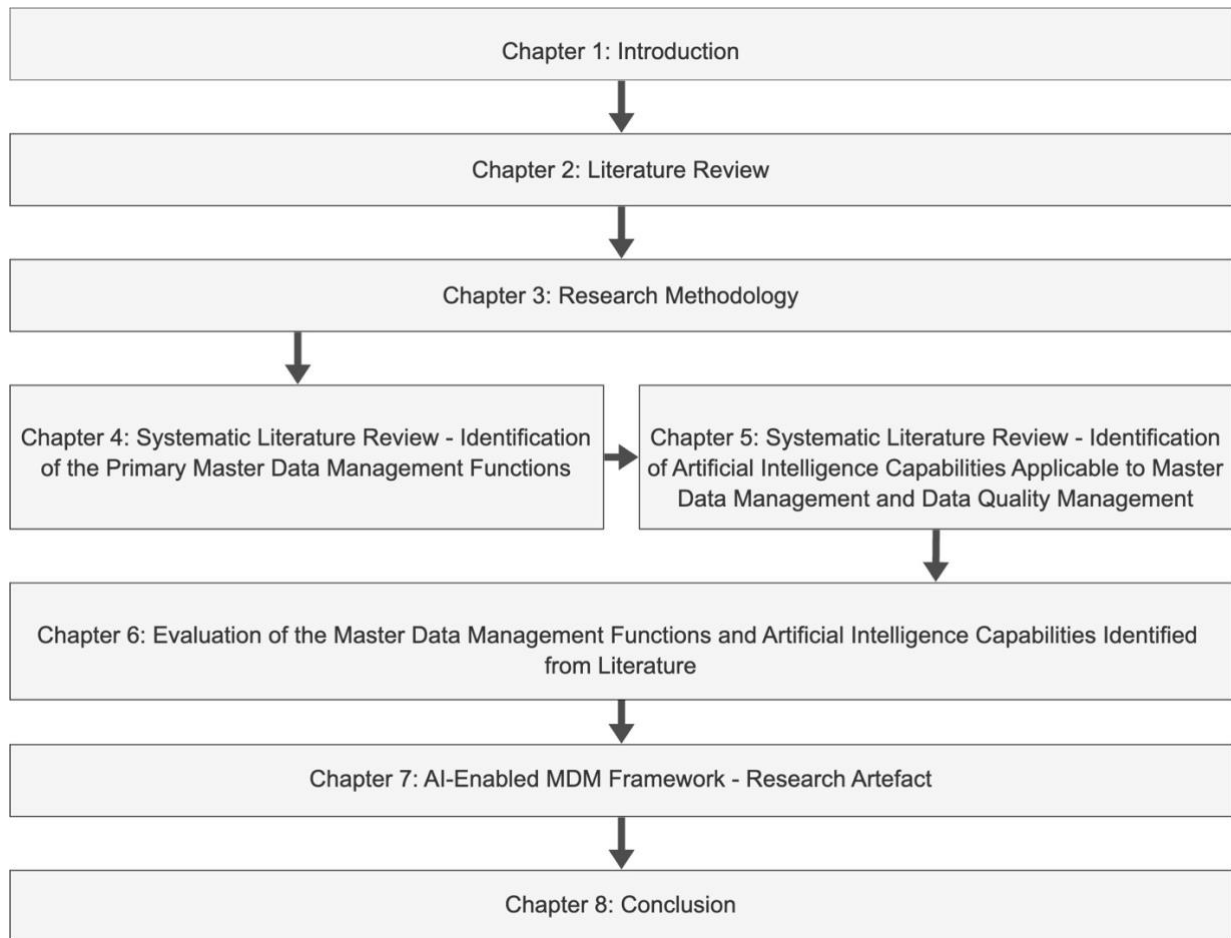 Chapter 1: Introduction
Chapter 2: Literature Review
Chapter 3: Research Methodology
Chapter 4: Systematic Literature Review - Identification
of the Primary Master Data Management Functions
Chapter 5: Systematic Literature Review - Identification
of Artificial Intelligence Capabilities Applicable to Master
Data Management and Data Quality Management
Chapter 6: Evaluation of the Master Data Management Functions and Artificial Intelligence Capabilities Identified
from Literature
Chapter 7: AI-Enabled MDM Framework - Research Artefact
Chapter 8: Conclusion